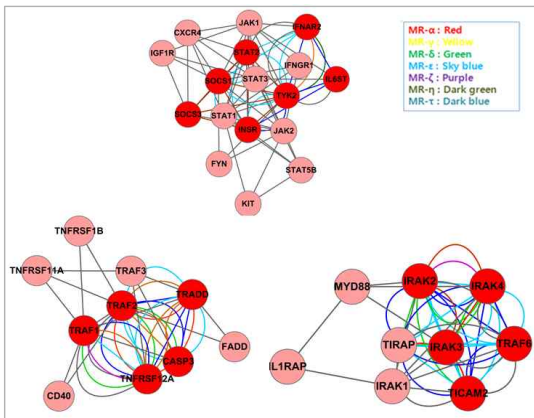 JAK1
CXCR4
IFNAR2
IGF1R
STAT2
IFNGR1
SOCS1
STAT3
IL6ST
TYK2
SOCS3
STAT1
INSR
JAK2
FYN
STAT5B
KIT
MR-α : Red
MR-γ : Yellow
MR-δ : Green
MR-ε : Sky blue
MR-ζ : Purple
MR-η : Dark green
MR-τ : Dark blue
TNFRSF1B
TNFRSF11A
TRAF3
TRADD
TRAF2
TRAF1
FADD
CASP3
TNFRSF12A
CD40
IRAK2
IRAK4
MYD88
TIRAP
IRAK3
TRAF6
IL1RAP
IRAK1
TICAM2